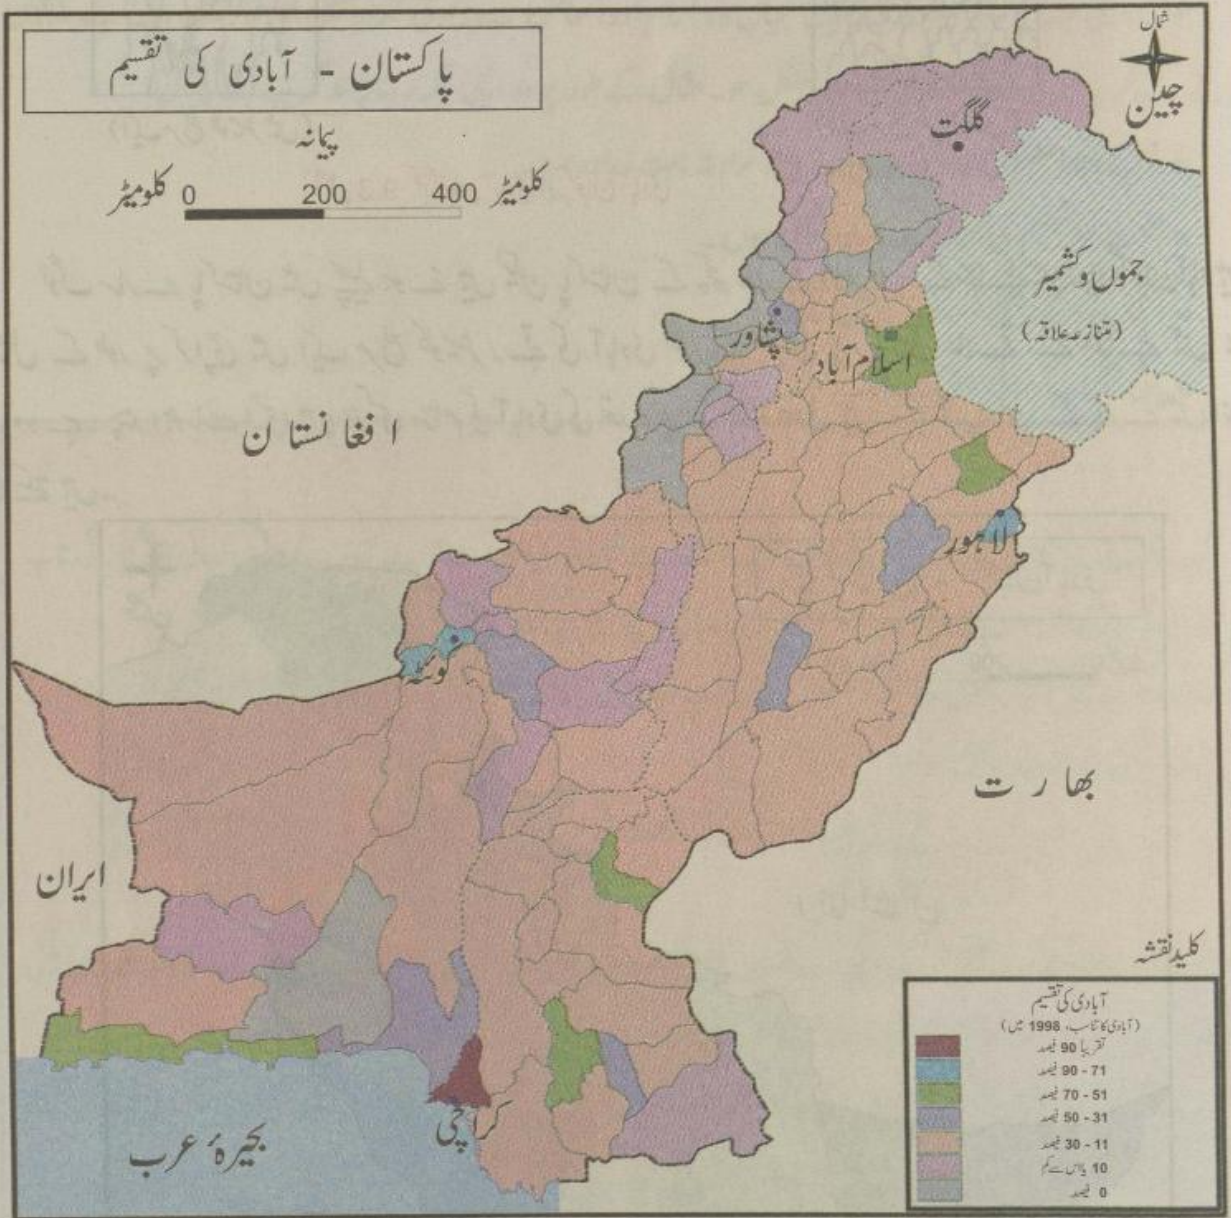 پاکستان - آبادی کی تقسیم
پیمانہ
کلومیٹر 400 200 0 کلومیٹر
شمال
چین
گلگت
جموں و کشمیر
(متنازعہ علاقہ)
پشاور
اسلام آباد
افغانستان
لاہور
کوئٹہ
بھارت
ایران
کراچی
بحیرۂ عرب
کلید نقشہ
آبادی کی تقسیم
(آبادی کا تناسب، 1998 میں)
تقریباً 90 فیصد
71 - 90 فیصد
51 - 70 فیصد
31 - 50 فیصد
11 - 30 فیصد
10 یا اس سے کم
0 فیصد